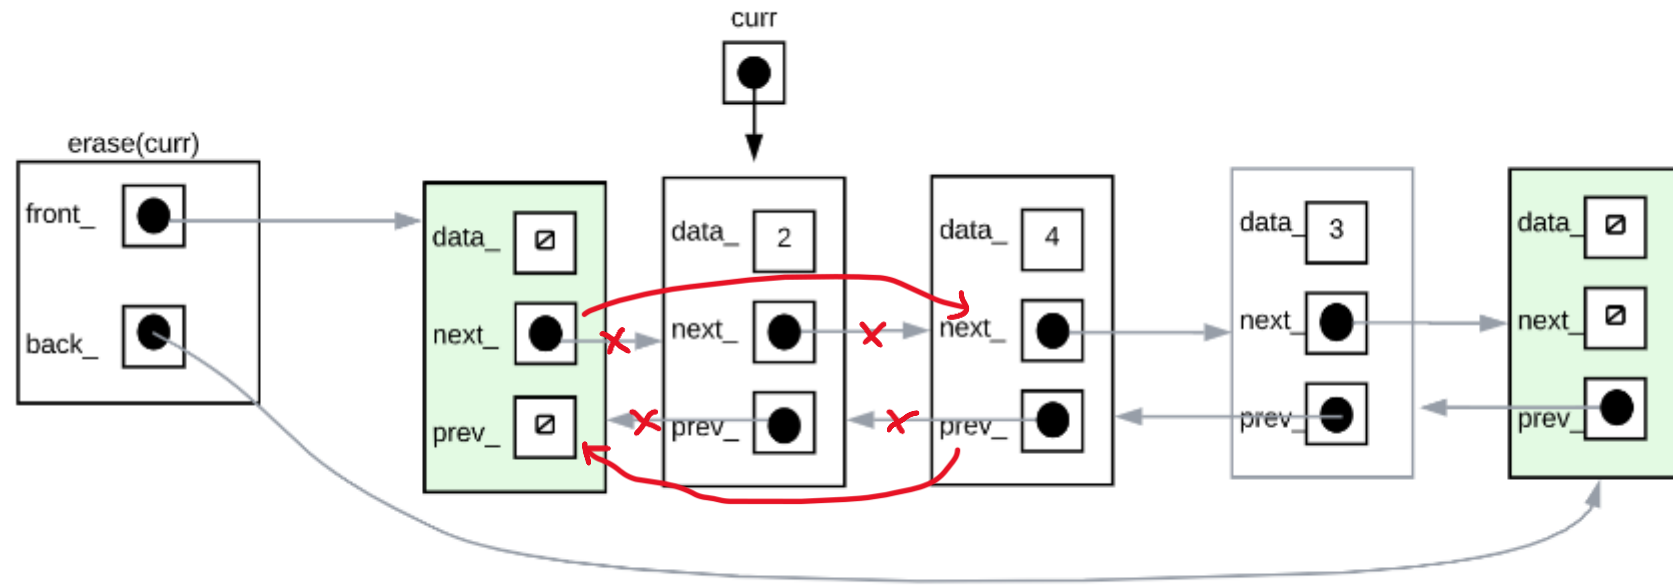 curr
erase(curr)
front_
back_
data_
next_
prev_
data_ 2
next_
prev_
data_ 4
next_
prev_
data_ 3
next_
prev_
data_
next_
prev_